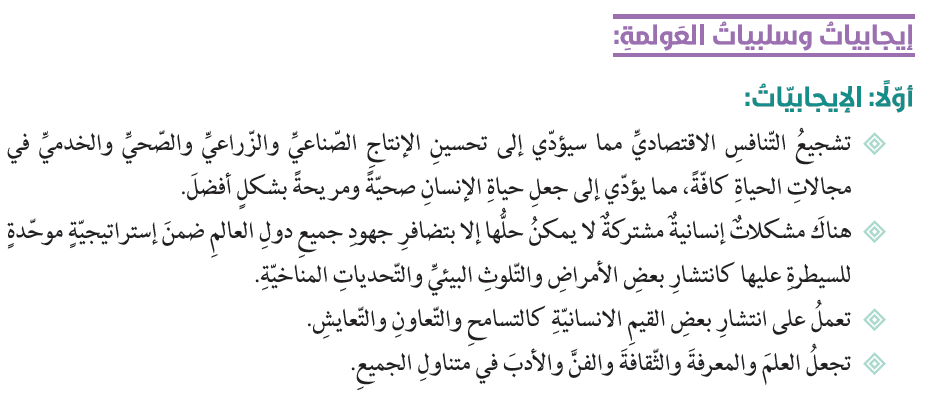 إيجابياتُ وسلبياتُ العَولمةِ:
أوّلًا: الإيجابيّاتُ:
تشجيعُ التّنافسِ الاقتصاديِّ مما سيؤدّي إلى تحسينِ الإنتاجِ الصّناعيِّ والزّراعيِّ والصّحيِّ والخدميِّ في
مجالاتِ الحياةِ كافّةً، مما يؤدّي إلى جعلِ حياةِ الإنسانِ صحيّةً ومريحةً بشكلٍ أفضلَ.
هناكَ مشكلاتٌ إنسانيةٌ مشتركةٌ لا يمكنُ حلُّها إلا بتضافرِ جهودِ جميعِ دولِ العالمِ ضمنَ إستراتيجيّةٍ موحّدةٍ
للسيطرةِ عليها كانتشارِ بعضِ الأمراضِ والتّلوثِ البيئيِّ والتّحدياتِ المناخيّةِ.
تعملُ على انتشارِ بعضِ القيمِ الانسانيّةِ كالتسامحِ والتّعاونِ والتّعايشِ.
تجعلُ العلمَ والمعرفةَ والثّقافةَ والفنَّ والأدبَ في متناولِ الجميعِ.